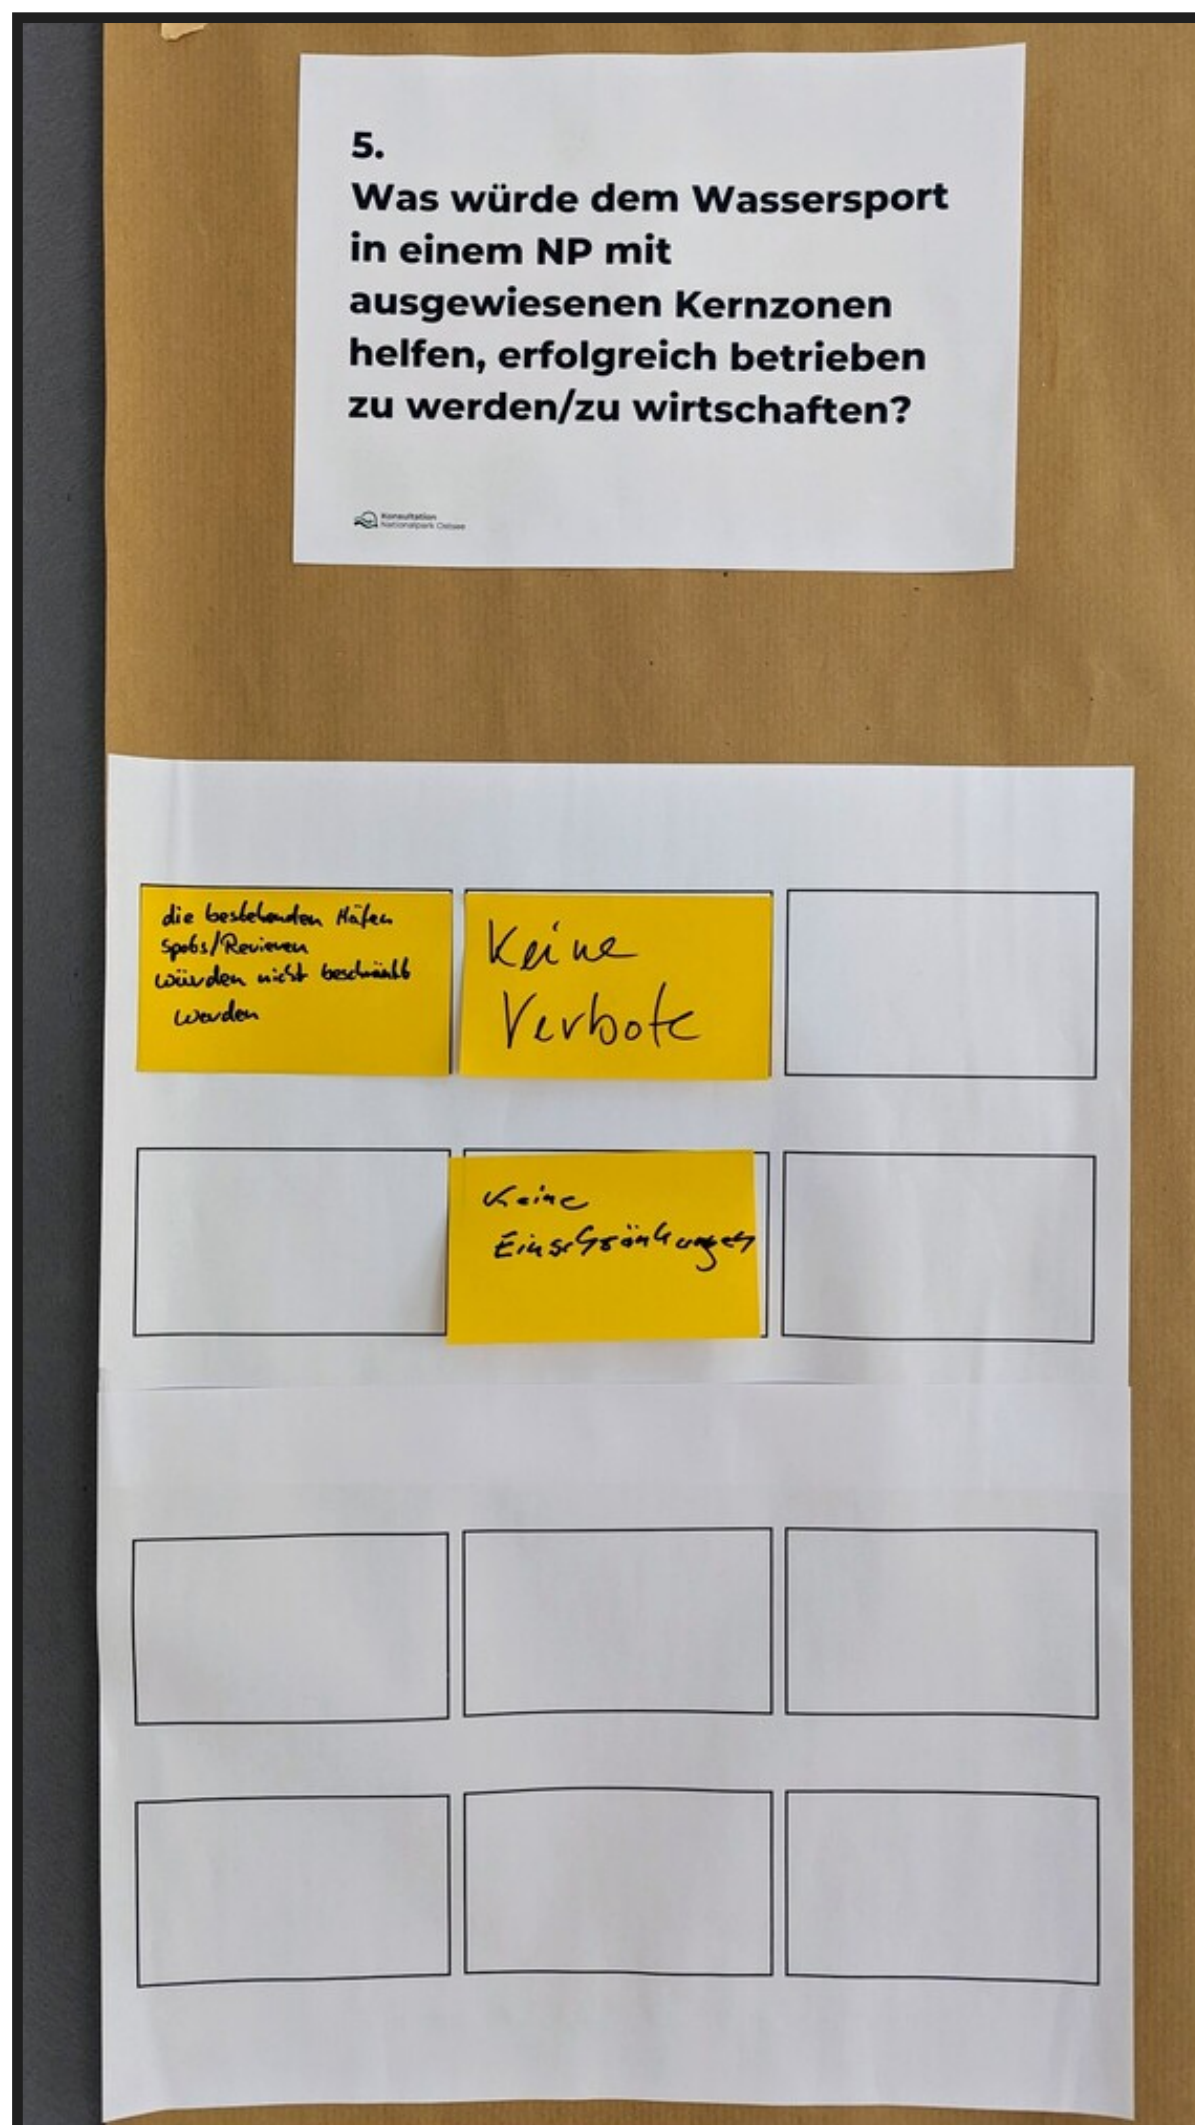 5.
Was würde dem Wassersport
in einem NP mit
ausgewiesenen Kernzonen
helfen, erfolgreich betrieben
zu werden/zu wirtschaften?
Konsultation
Nationalpark Ostsee
die bestehenden Häfen
Spots/Revieren
würden nicht beschränkt
werden
Keine
Verbote
Keine
Einschränkungen